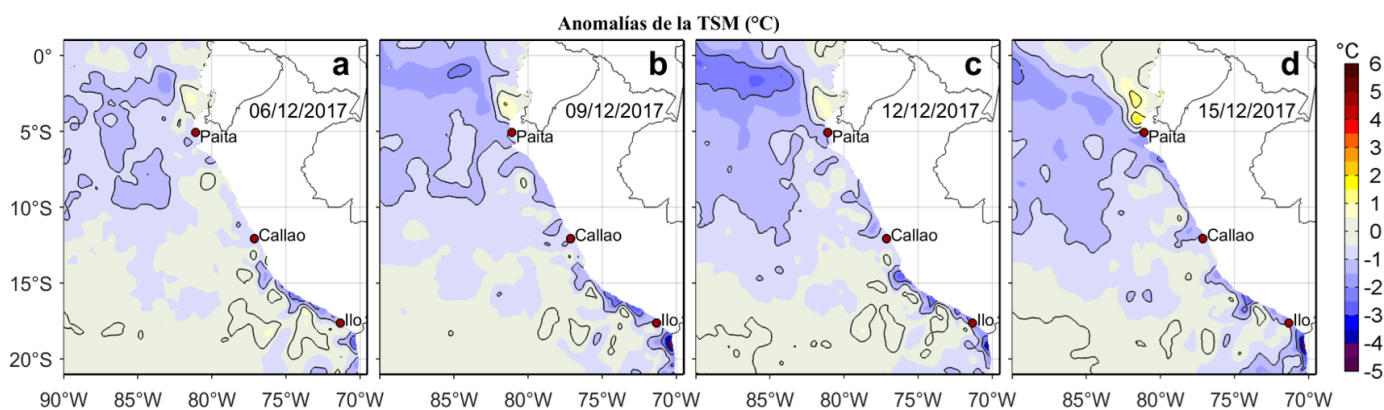 Anomalías de la TSM (°C)
a
06/12/2017
Paita
Callao
Ilo
b
09/12/2017
Paita
Callao
Ilo
c
12/12/2017
Paita
Callao
Ilo
d
15/12/2017
Paita
Callao
Ilo
0°
5°S
10°S
15°S
20°S
90°W 85°W 80°W 75°W 70°W
85°W 80°W 75°W 70°W
85°W 80°W 75°W 70°W
85°W 80°W 75°W 70°W
°C
6
5
4
3
2
1
0
-1
-2
-3
-4
-5